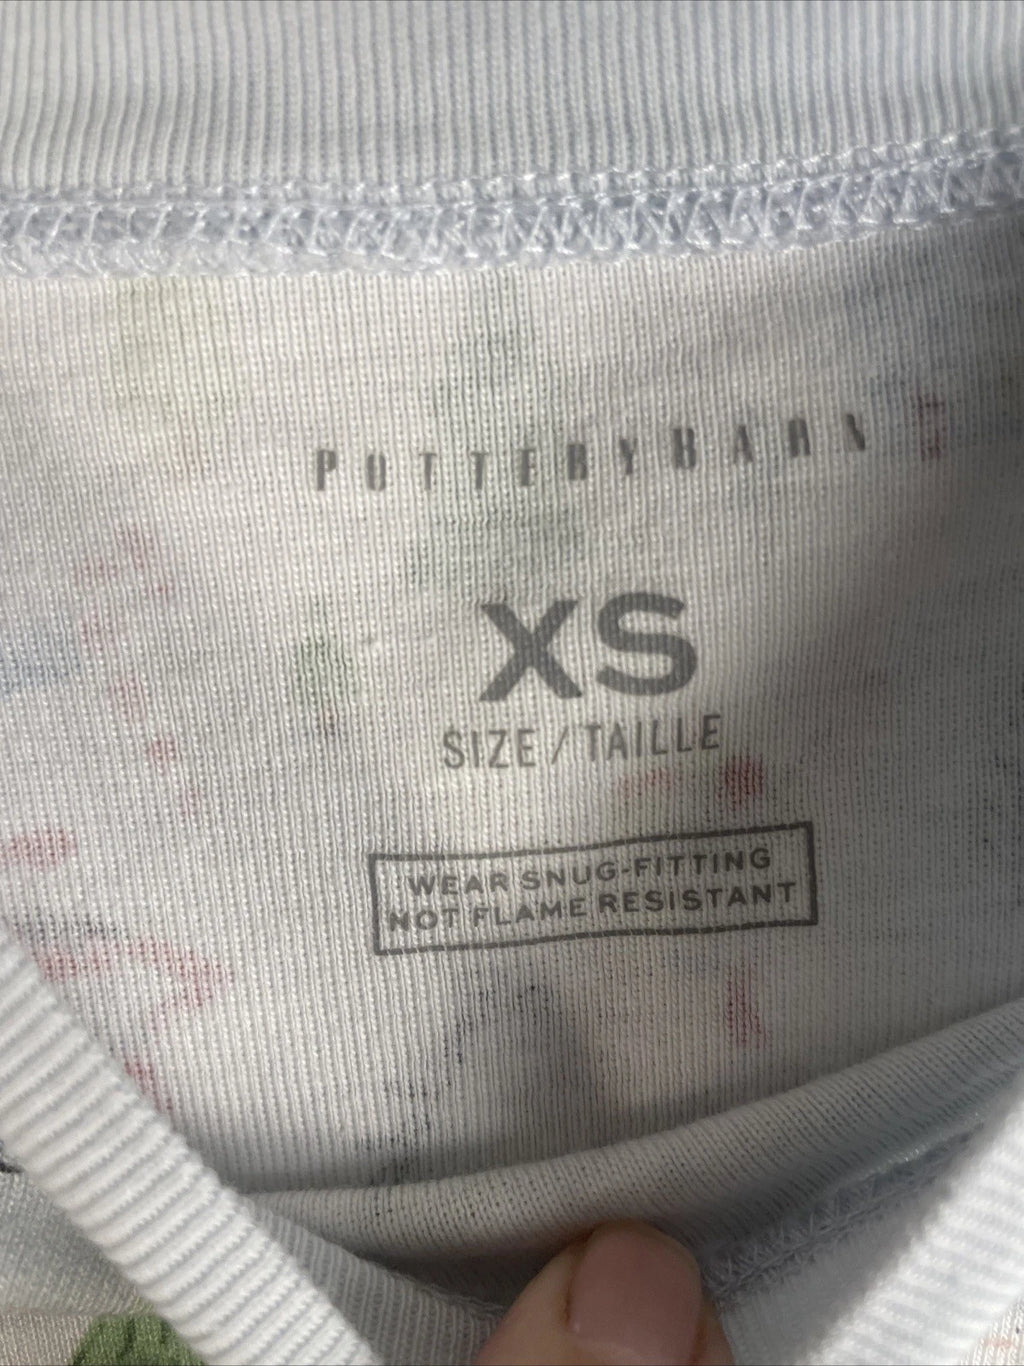 POTTERYBARN
XS
SIZE/TAILLE
WEAR SNUG-FITTING
NOT FLAME RESISTANT